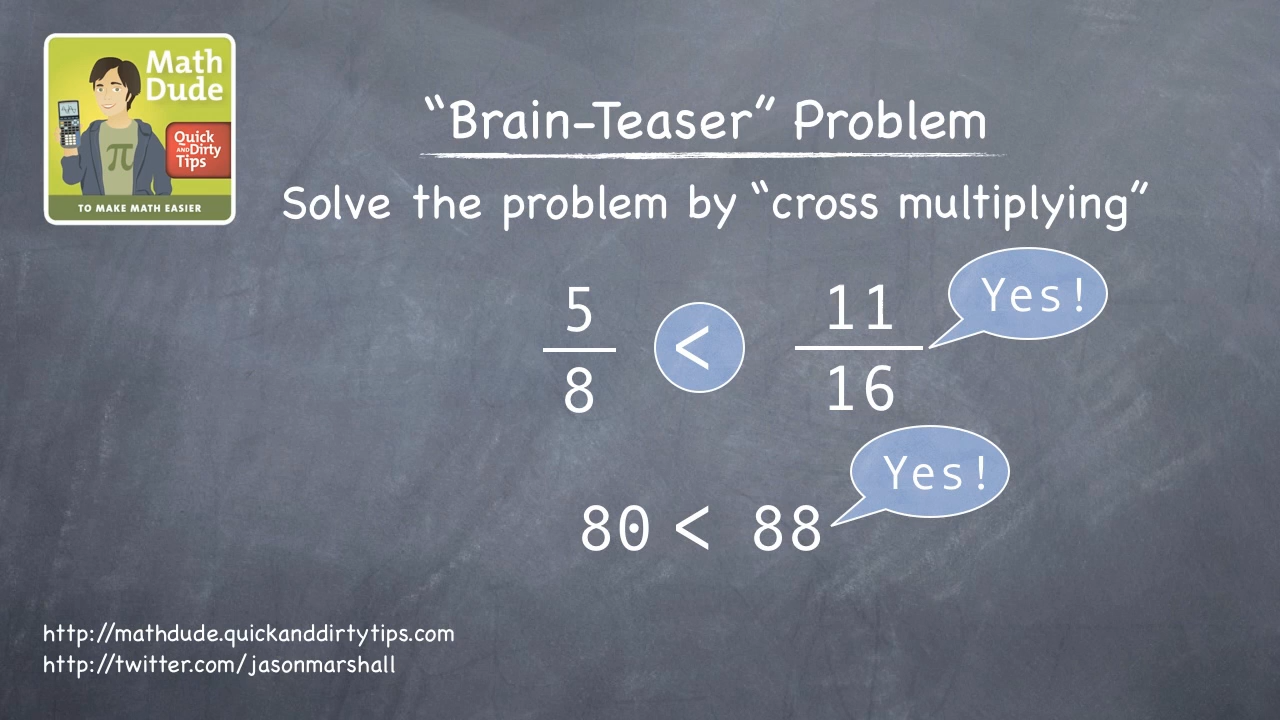 Math
Dude
Quick
AND Dirty
Tips
π
TO MAKE MATH EASIER
“Brain-Teaser” Problem
Solve the problem by “cross multiplying”
5/8 < 11/16
Yes!
80 < 88
Yes!
http://mathdude.quickanddirtytips.com
http://twitter.com/jasonmarshall